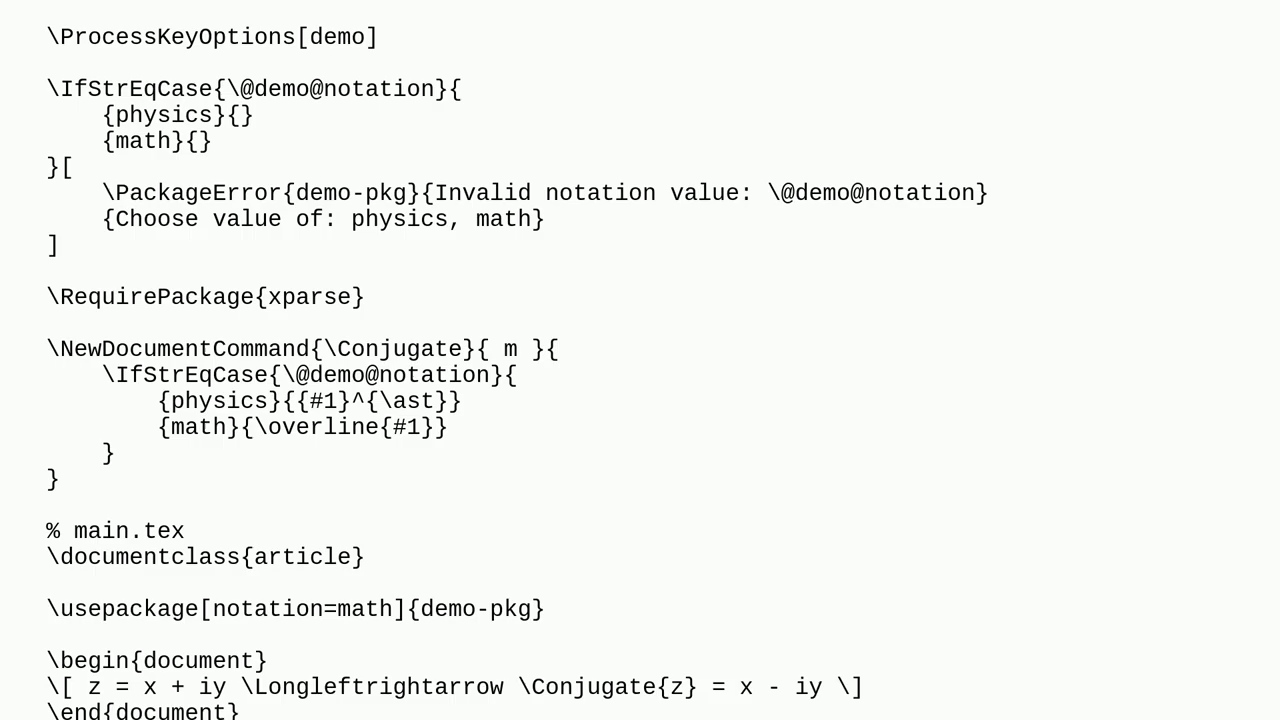 \ProcessKeyOptions[demo]
\IfStrEqCase{\@demo@notation}{
    {physics}{}
    {math}{}
}[
    \PackageError{demo-pkg}{Invalid notation value: \@demo@notation}
    {Choose value of: physics, math}
]
\RequirePackage{xparse}
\NewDocumentCommand{\Conjugate}{ m }{
    \IfStrEqCase{\@demo@notation}{
        {physics}{{#1}^{\ast}}
        {math}{\overline{#1}}
    }
}
% main.tex
\documentclass{article}
\usepackage[notation=math]{demo-pkg}
\begin{document}
\[ z = x + iy \Longleftrightarrow \Conjugate{z} = x - iy \]
\end{document}